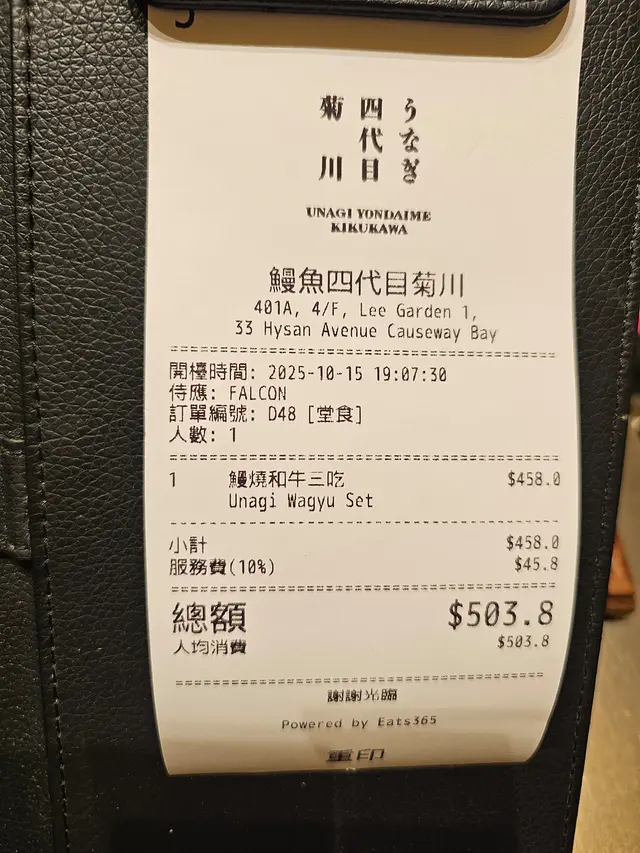 うなぎ
四代目
菊川
UNAGI YONDAIME
KIKUKAWA
鰻魚四代目菊川
401A, 4/F, Lee Garden 1,
33 Hysan Avenue Causeway Bay
開檯時間: 2025-10-15 19:07:30
侍應: FALCON
訂單編號: D48 [堂食]
人數: 1
1 鰻燒和牛三吃 $458.0
Unagi Wagyu Set
小計 $458.0
服務費(10%) $45.8
總額 $503.8
人均消費 $503.8
謝謝光臨
Powered by Eats365
重印